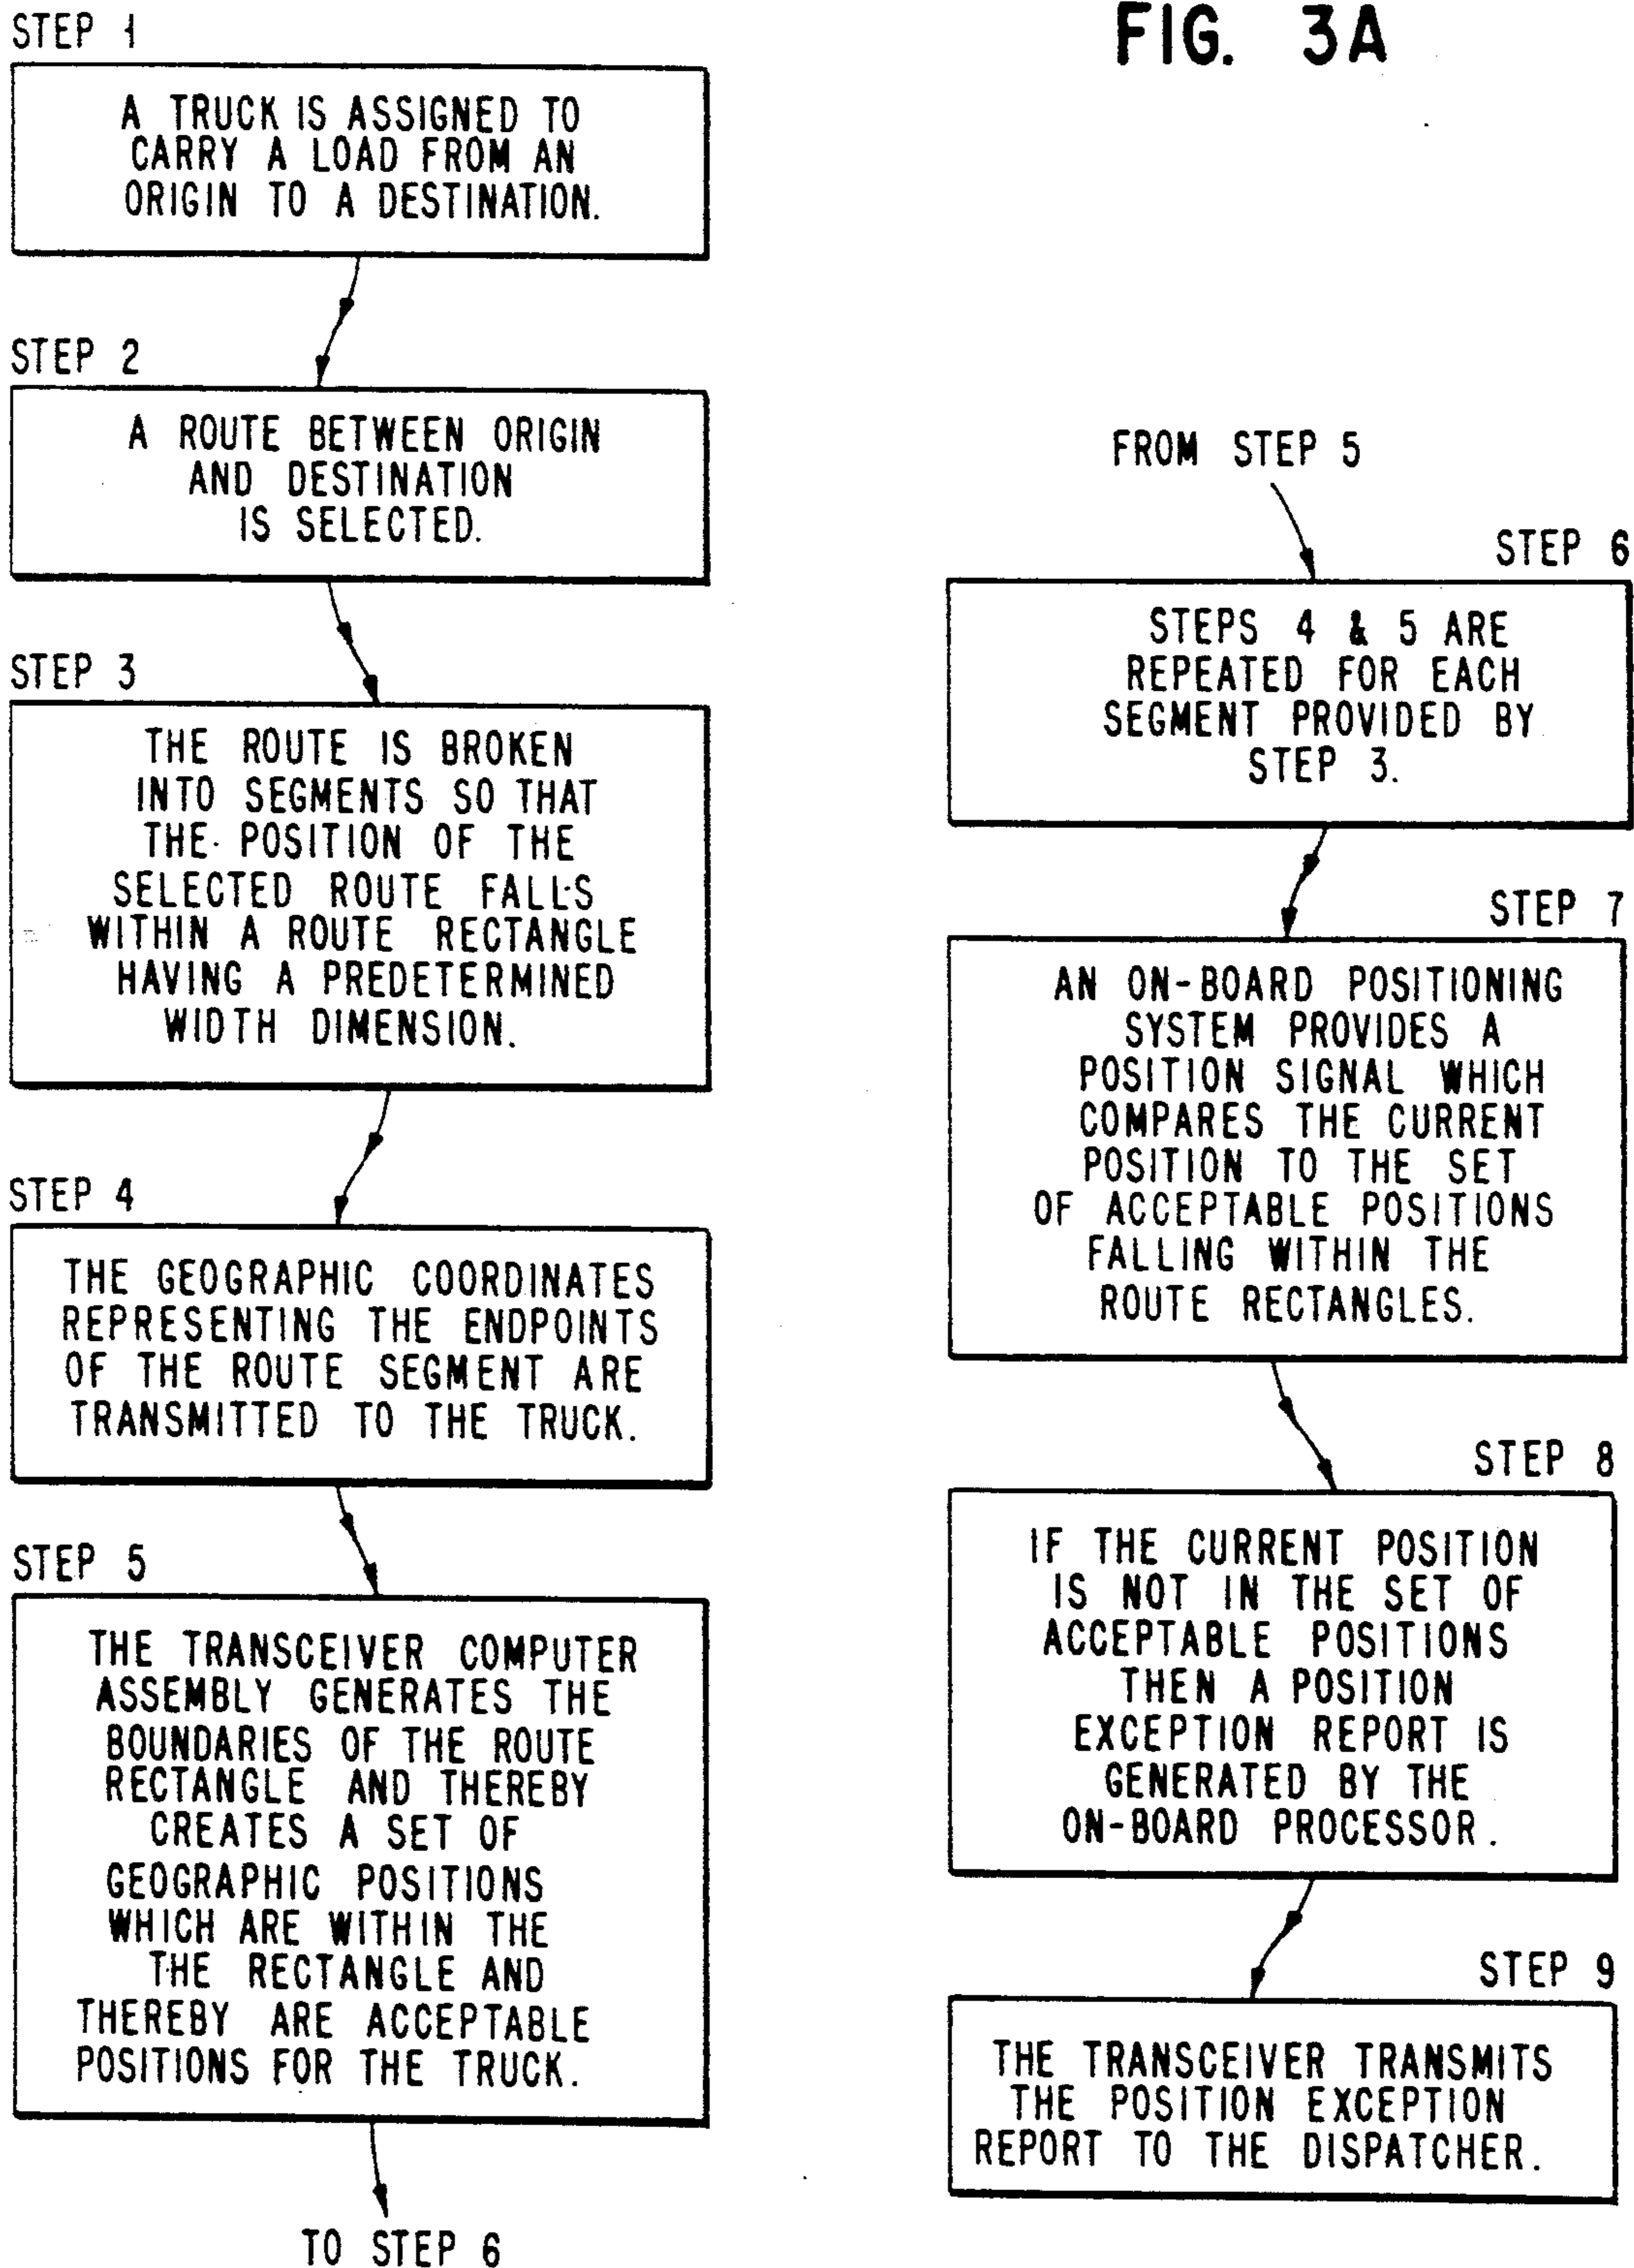 FIG. 3A
STEP 1
A TRUCK IS ASSIGNED TO
CARRY A LOAD FROM AN
ORIGIN TO A DESTINATION.
STEP 2
A ROUTE BETWEEN ORIGIN
AND DESTINATION
IS SELECTED.
STEP 3
THE ROUTE IS BROKEN
INTO SEGMENTS SO THAT
THE POSITION OF THE
SELECTED ROUTE FALLS
WITHIN A ROUTE RECTANGLE
HAVING A PREDETERMINED
WIDTH DIMENSION.
STEP 4
THE GEOGRAPHIC COORDINATES
REPRESENTING THE ENDPOINTS
OF THE ROUTE SEGMENT ARE
TRANSMITTED TO THE TRUCK.
STEP 5
THE TRANSCEIVER COMPUTER
ASSEMBLY GENERATES THE
BOUNDARIES OF THE ROUTE
RECTANGLE AND THEREBY
CREATES A SET OF
GEOGRAPHIC POSITIONS
WHICH ARE WITHIN THE
THE RECTANGLE AND
THEREBY ARE ACCEPTABLE
POSITIONS FOR THE TRUCK.
TO STEP 6
FROM STEP 5
STEP 6
STEPS 4 & 5 ARE
REPEATED FOR EACH
SEGMENT PROVIDED BY
STEP 3.
STEP 7
AN ON-BOARD POSITIONING
SYSTEM PROVIDES A
POSITION SIGNAL WHICH
COMPARES THE CURRENT
POSITION TO THE SET
OF ACCEPTABLE POSITIONS
FALLING WITHIN THE
ROUTE RECTANGLES.
STEP 8
IF THE CURRENT POSITION
IS NOT IN THE SET OF
ACCEPTABLE POSITIONS
THEN A POSITION
EXCEPTION REPORT IS
GENERATED BY THE
ON-BOARD PROCESSOR.
STEP 9
THE TRANSCEIVER TRANSMITS
THE POSITION EXCEPTION
REPORT TO THE DISPATCHER.